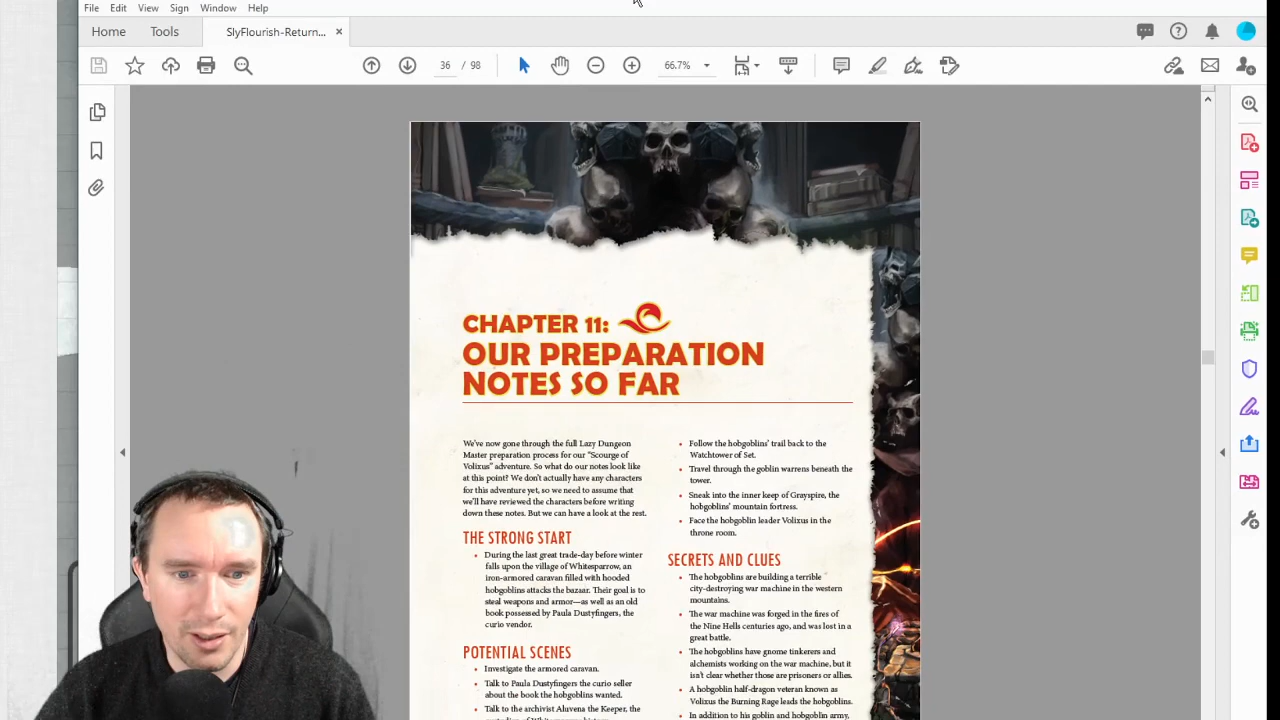 File Edit View Sign Window Help
Home Tools SlyFlourish-Return... ×
36 / 98 66.7%
CHAPTER 11:
OUR PREPARATION
NOTES SO FAR
We've now gone through the full Lazy Dungeon
Master preparation process for our "Scourge of
Volixus" adventure. So what do our notes look like
at this point? We don't actually have any characters
for this adventure yet, so we need to assume that
we'll have reviewed the characters before writing
down these notes. But we can have a look at the rest.
THE STRONG START
• During the last great trade-day before winter
falls upon the village of Whitesparrow, an
iron-armored caravan filled with hooded
hobgoblins attacks the bazaar. Their goal is to
steal weapons and armor—as well as an old
book possessed by Paula Dustyfingers, the
curio vendor.
POTENTIAL SCENES
• Investigate the armored caravan.
• Talk to Paula Dustyfingers the curio seller
about the book the hobgoblins wanted.
• Talk to the archivist Aluvena the Keeper, the
• Follow the hobgoblins' trail back to the
Watchtower of Set.
• Travel through the goblin warrens beneath the
tower.
• Sneak into the inner keep of Grayspire, the
hobgoblins' mountain fortress.
• Face the hobgoblin leader Volixus in the
throne room.
SECRETS AND CLUES
• The hobgoblins are building a terrible
city-destroying war machine in the western
mountains.
• The war machine was forged in the fires of
the Nine Hells centuries ago, and was lost in a
great battle.
• The hobgoblins have gnome tinkerers and
alchemists working on the war machine, but it
isn't clear whether those are prisoners or allies.
• A hobgoblin half-dragon veteran known as
Volixus the Burning Rage leads the hobgoblins.
• In addition to his goblin and hobgoblin army,